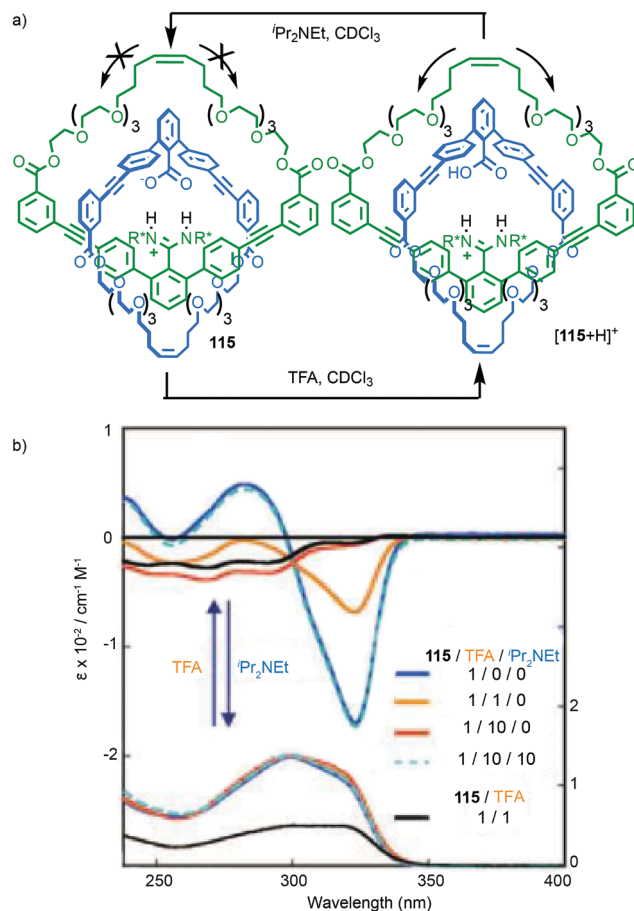 a)
iPr2NEt, CDCl3
O O O O
( )3 ( )3
O O
O O
-O O
H H
R*N NR*
+
O O
O O
( )3 ( )3
115
O O O O
( )3 ( )3
O O
O O
HO O
H H
R*N NR*
+
O O
O O
( )3 ( )3
[115+H]+
TFA, CDCl3
b)
1
0
-1
-2
ε x 10-2 / cm-1 M-1
TFA
iPr2NEt
115 / TFA / iPr2NEt
1 / 0 / 0
1 / 1 / 0
1 / 10 / 0
1 / 10 / 10
115 / TFA
1 / 1
2
1
0
250 300 350 400
Wavelength (nm)